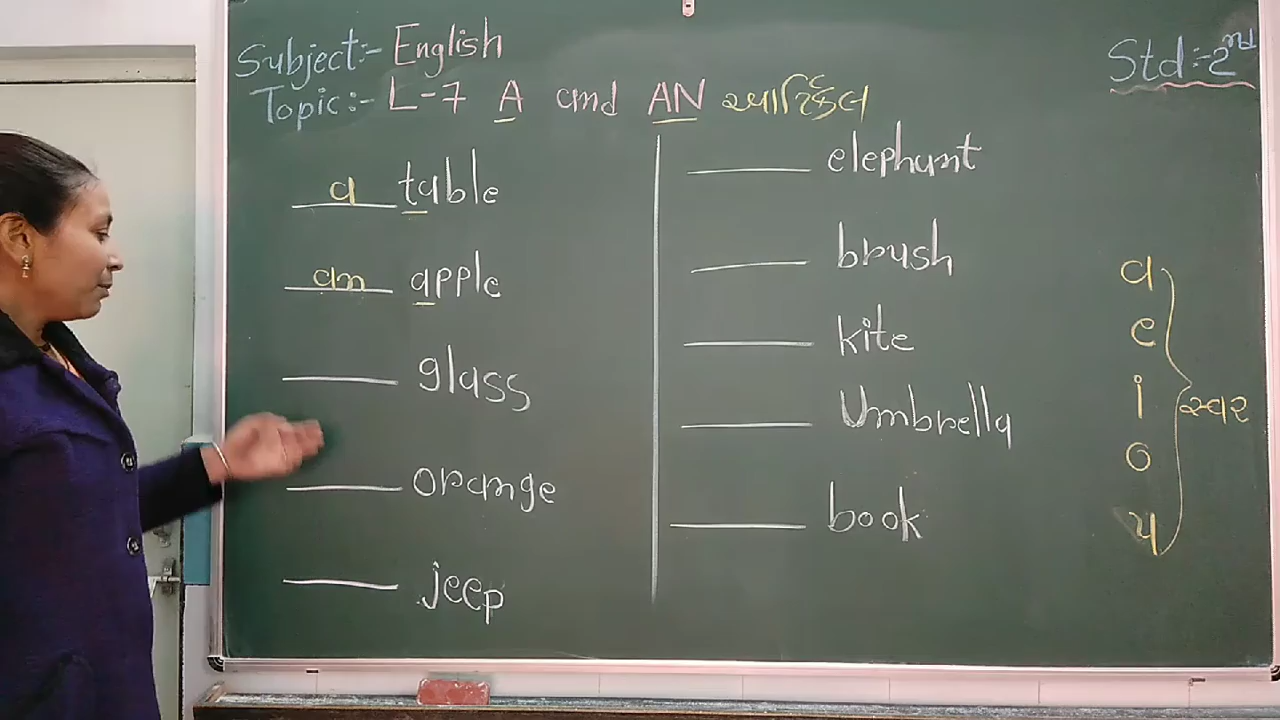 Subject:- English
Std:-2nd
Topic:- L-7 A and AN આર્ટિકલ
a table
an apple
glass
orange
jeep
elephant
brush
kite
Umbrella
book
a
e
i
o
u
સ્વર